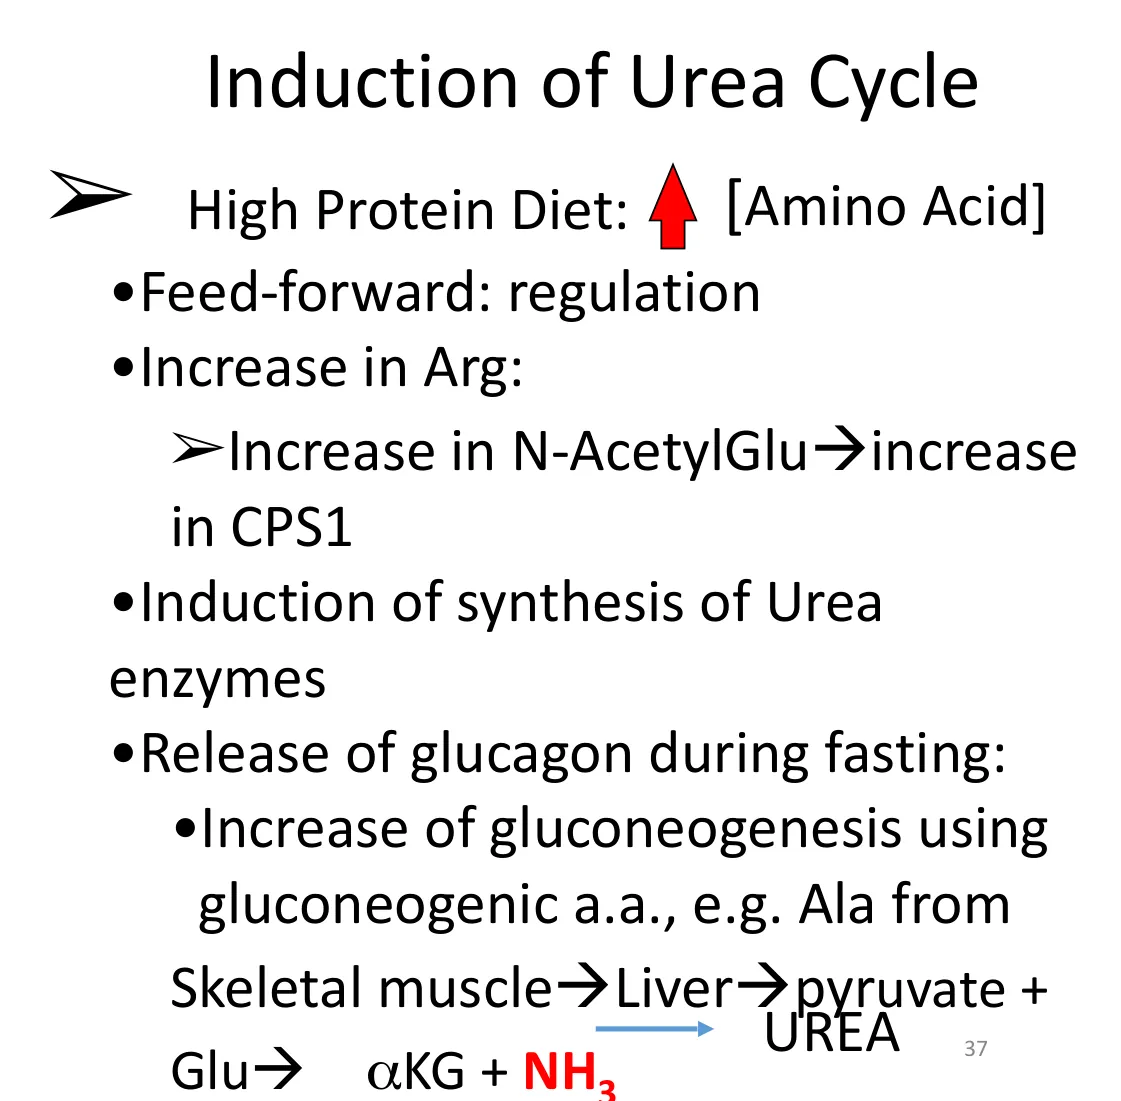 Induction of Urea Cycle
➢ High Protein Diet: [Amino Acid]
•Feed-forward: regulation
•Increase in Arg:
➢Increase in N-AcetylGlu→increase
in CPS1
•Induction of synthesis of Urea
enzymes
•Release of glucagon during fasting:
•Increase of gluconeogenesis using
gluconeogenic a.a., e.g. Ala from
Skeletal muscle→Liver→pyruvate +
Glu→ αKG + NH₃
UREA
37